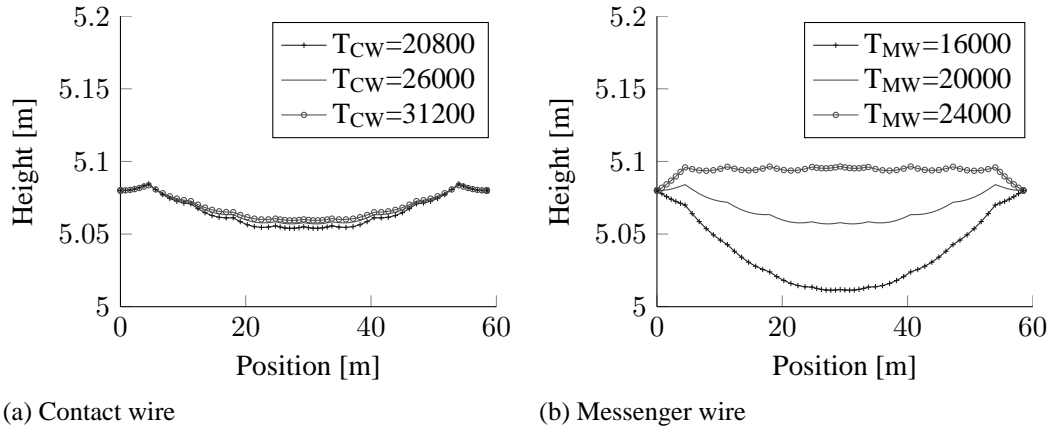 5.2
5.15
5.1
5.05
5
Height [m]
0
20
40
60
Position [m]
T_CW=20800
T_CW=26000
T_CW=31200
(a) Contact wire
5.2
5.15
5.1
5.05
5
Height [m]
0
20
40
60
Position [m]
T_MW=16000
T_MW=20000
T_MW=24000
(b) Messenger wire